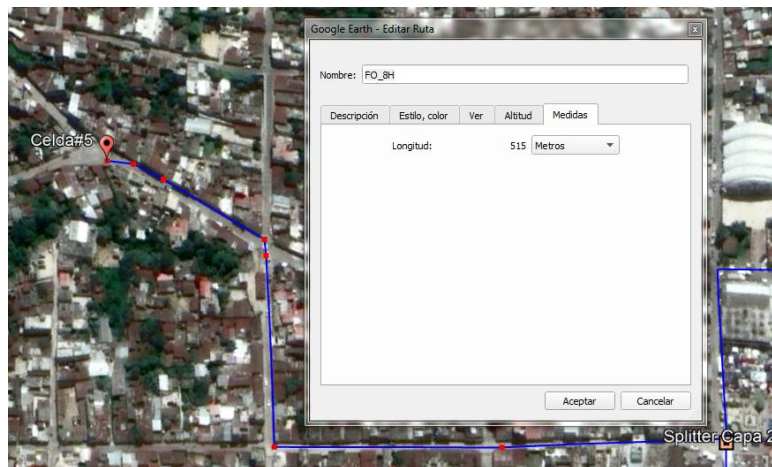 Google Earth - Editar Ruta
Nombre: FO_8H
Descripción Estilo, color Ver Altitud Medidas
Celda#5
Longitud: 515 Metros
Aceptar Cancelar
Splitter Capa 2